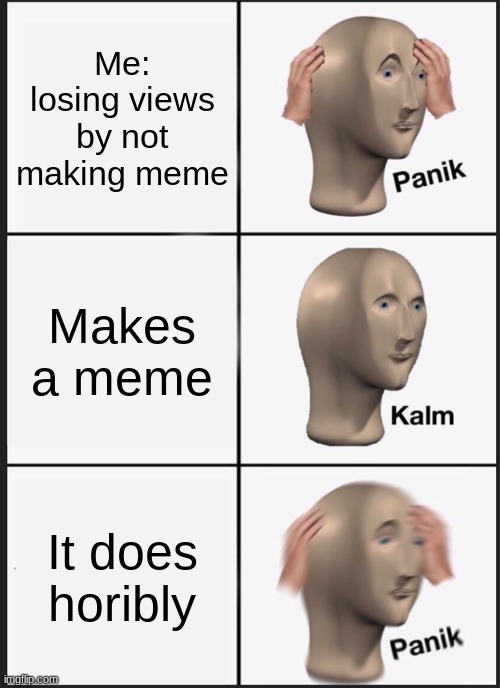 Me:
losing views
by not
making meme
Panik
Makes
a meme
Kalm
It does
horibly
Panik
imgflip.com